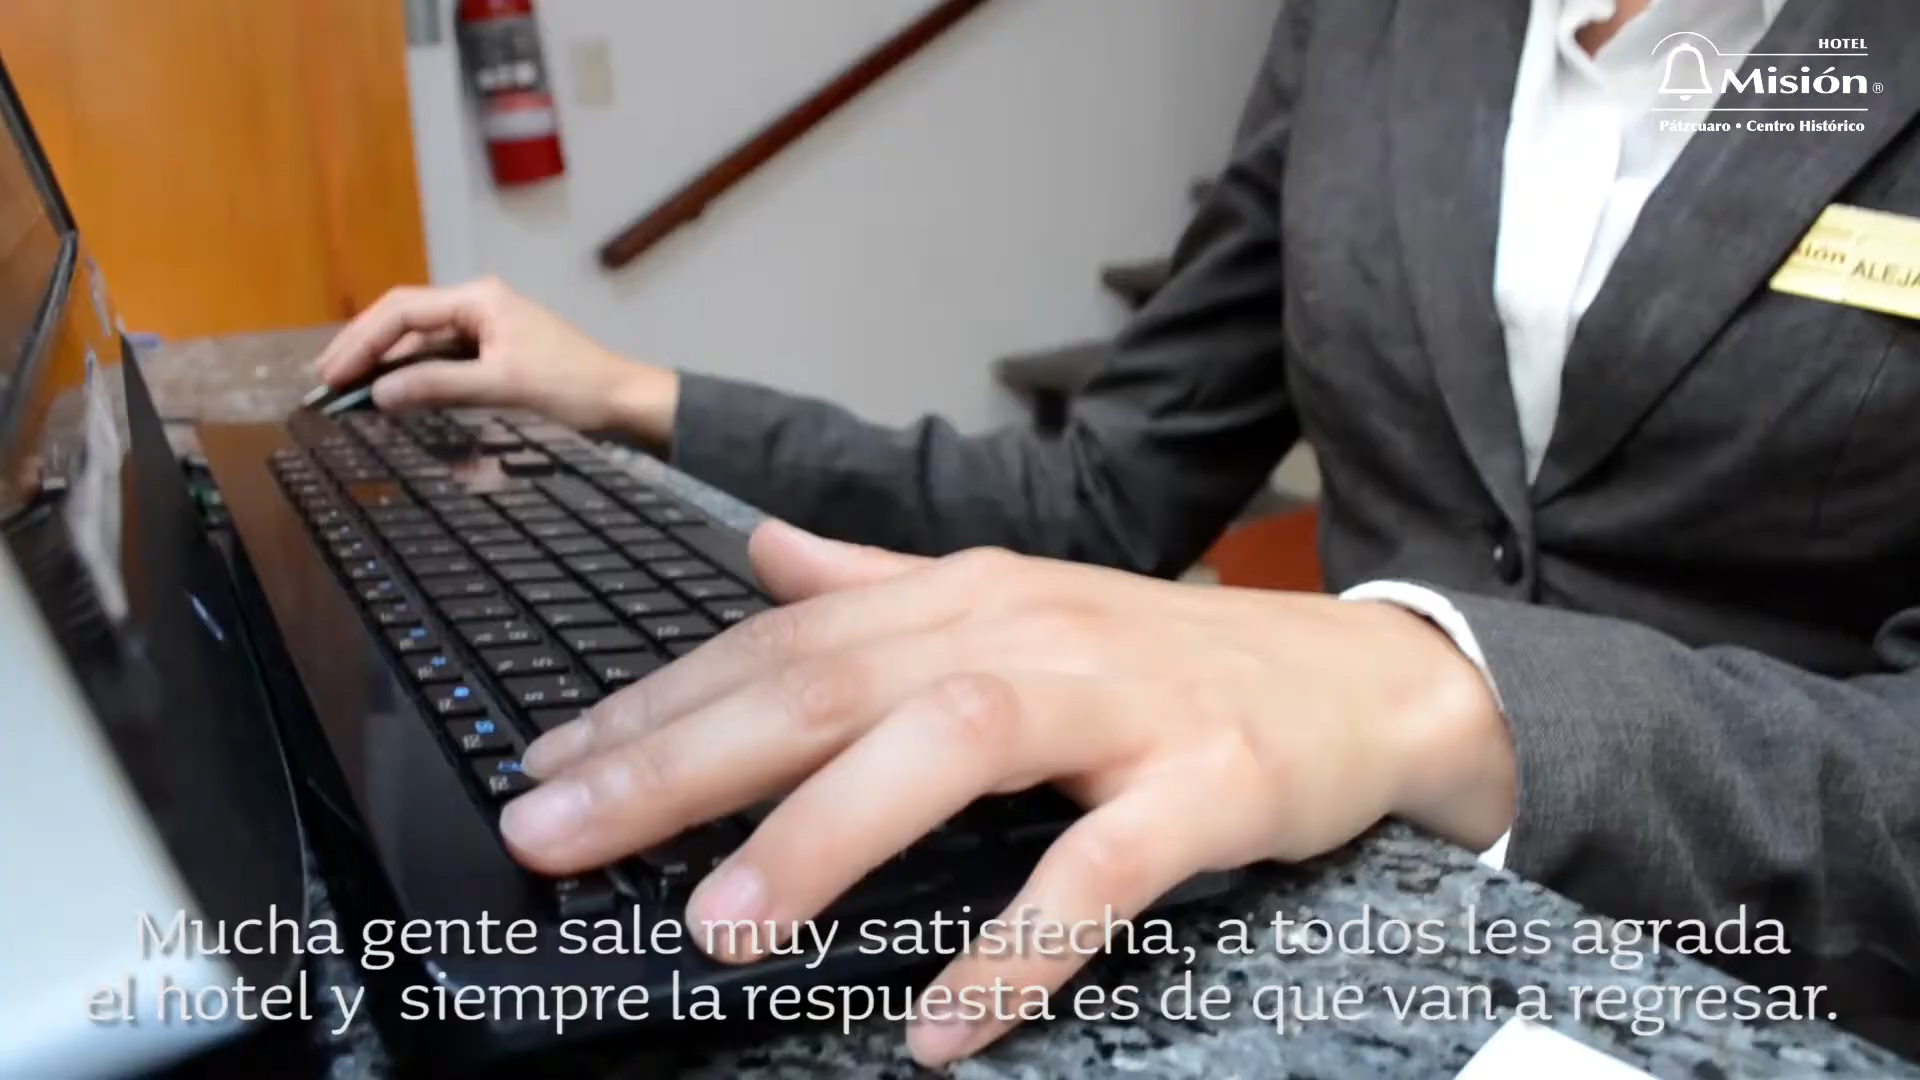 HOTEL
Misión®
Pátzcuaro • Centro Histórico
ALEJA
Mucha gente sale muy satisfecha, a todos les agrada
el hotel y siempre la respuesta es de que van a regresar.